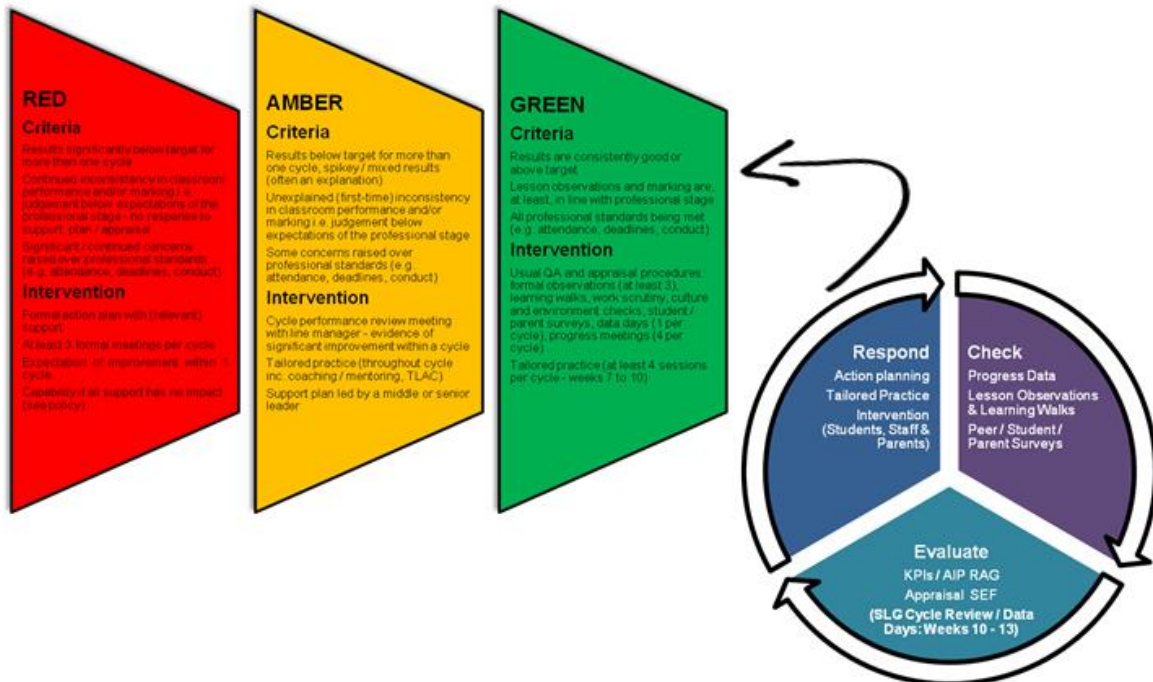 RED
Criteria
Results significantly below target for
more than one cycle
Continued inconsistency in classroom
performance and/or marking i.e.
judgement below expectations of the
professional stage - no response to
support plan / appraisal
Significant / continued concerns
raised over professional standards
(e.g. attendance, deadlines, conduct)
Intervention
Formal action plan with (relevant)
support
At least 3 formal meetings per cycle
Expectation of improvement within 1
cycle
Capability if all support has no impact
(see policy)
AMBER
Criteria
Results below target for more than
one cycle, spikey / mixed results
(often an explanation)
Unexplained (first-time) inconsistency
in classroom performance and/or
marking i.e. judgement below
expectations of the professional stage
Some concerns raised over
professional standards (e.g.
attendance, deadlines, conduct)
Intervention
Cycle performance review meeting
with line manager - evidence of
significant improvement within a cycle
Tailored practice (throughout cycle
inc. coaching / mentoring, TLAC)
Support plan led by a middle or senior
leader
GREEN
Criteria
Results are consistently good or
above target
Lesson observations and marking are,
at least, in line with professional stage
All professional standards being met
(e.g. attendance, deadlines, conduct)
Intervention
Usual QA and appraisal procedures
formal observations (at least 3),
learning walks, work scrutiny, culture
and environment checks, student /
parent surveys, data days (1 per
cycle), progress meetings (4 per
cycle)
Tailored practice (at least 4 sessions
per cycle - weeks 7 to 10)
Respond
Action planning
Tailored Practice
Intervention
(Students, Staff &
Parents)
Check
Progress Data
Lesson Observations
& Learning Walks
Peer / Student /
Parent Surveys
Evaluate
KPIs / AIP RAG
Appraisal SEF
(SLG Cycle Review / Data
Days: Weeks 10 - 13)